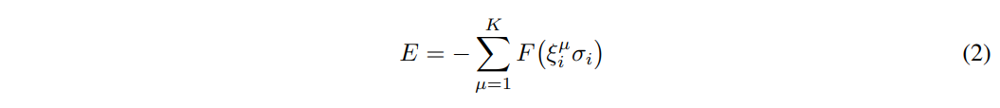 E = -\sum_{\mu=1}^{K} F(\xi_i^\mu \sigma_i) (2)